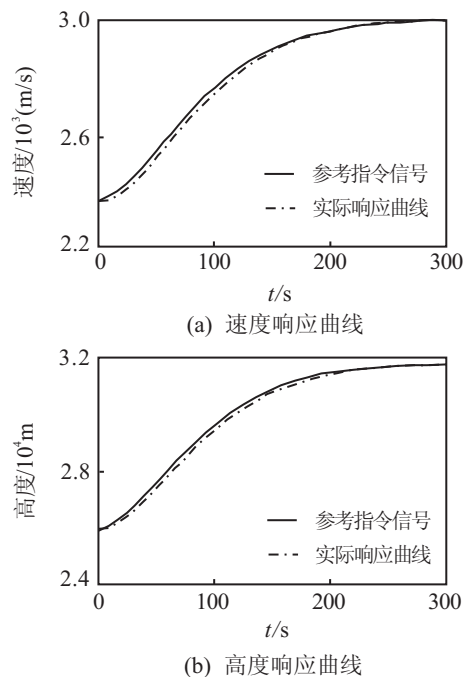 3.0
2.6
2.2
速度/10³(m/s)
参考指令信号
实际响应曲线
0
100
200
300
t/s
(a) 速度响应曲线
3.2
2.8
2.4
高度/10⁴m
参考指令信号
实际响应曲线
0
100
200
300
t/s
(b) 高度响应曲线